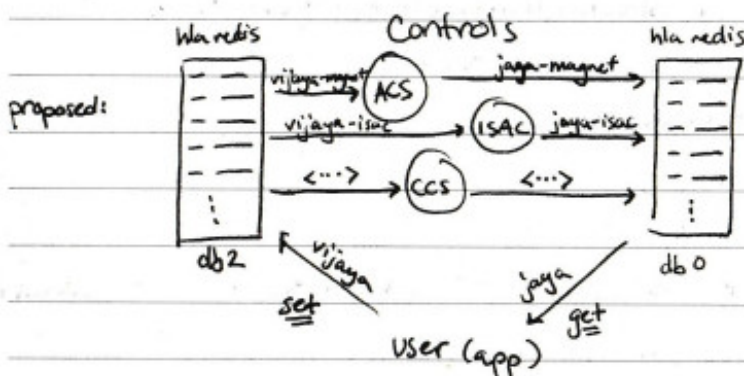 hla redis Controls hla redis
vijaya-mgnt ACS jaya-magnet
proposed:
vijaya-isac ISAC jaya-isac
<...> CCS <...>
db2 vijaya jaya db0
set get
user (app)